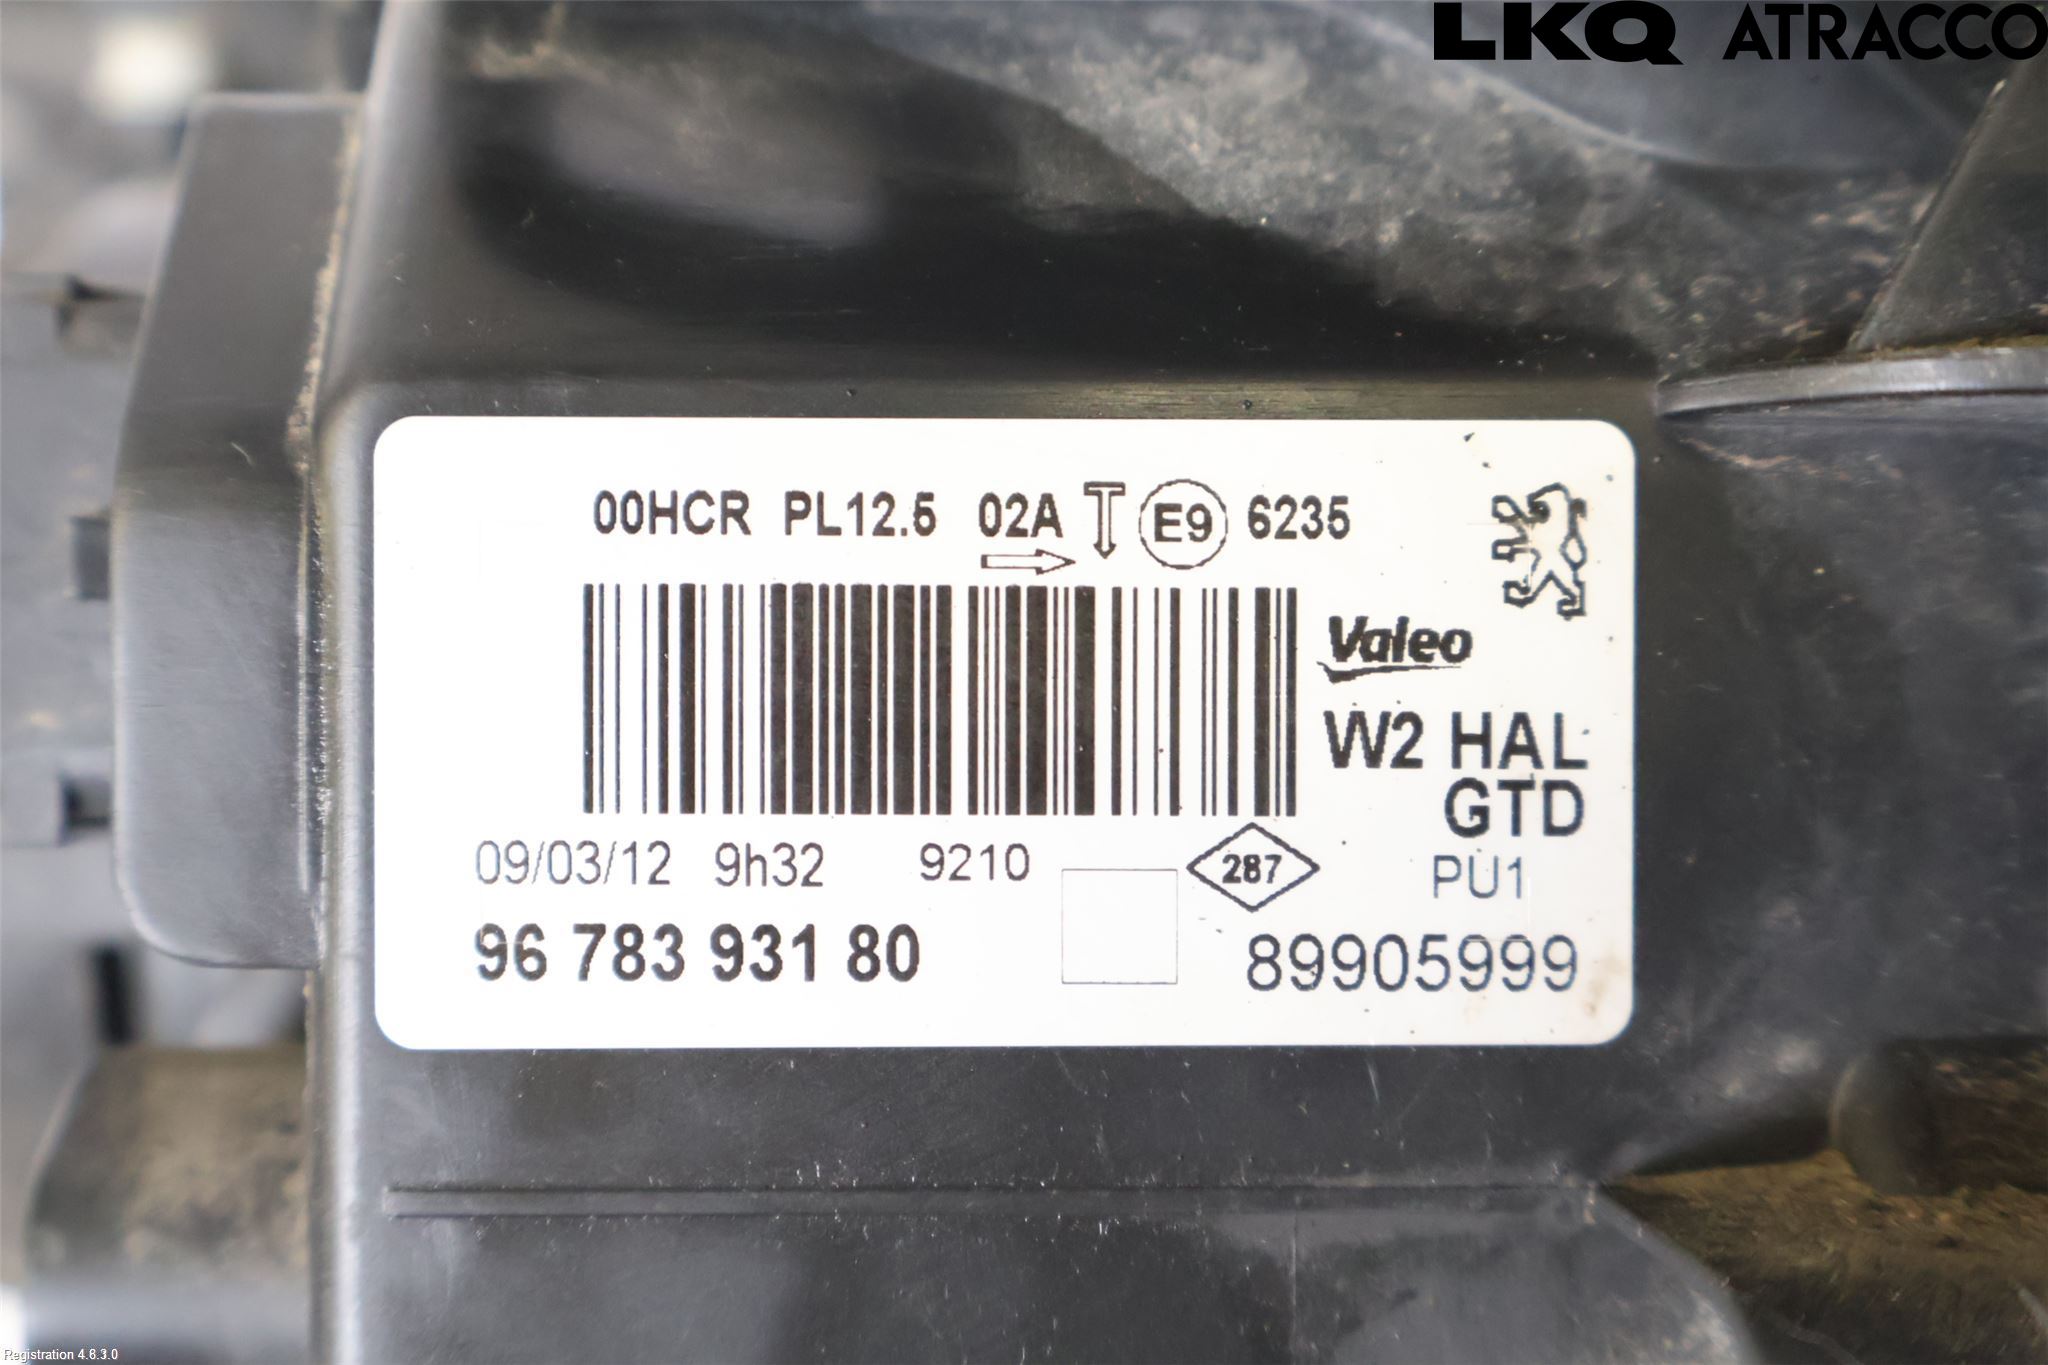 LKQ ATRACCO
00HCR PL12.5 02A E9 6235
Valeo
W2 HAL
GTD
09/03/12 9h32 9210 287 PU1
96 783 931 80 89905999
Registration 4.6.3.0